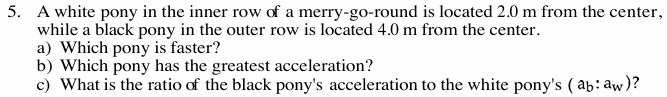 5. A white pony in the inner row of a merry-go-round is located 2.0 m from the center,
while a black pony in the outer row is located 4.0 m from the center.
a) Which pony is faster?
b) Which pony has the greatest acceleration?
c) What is the ratio of the black pony's acceleration to the white pony's ( ab: aw)?